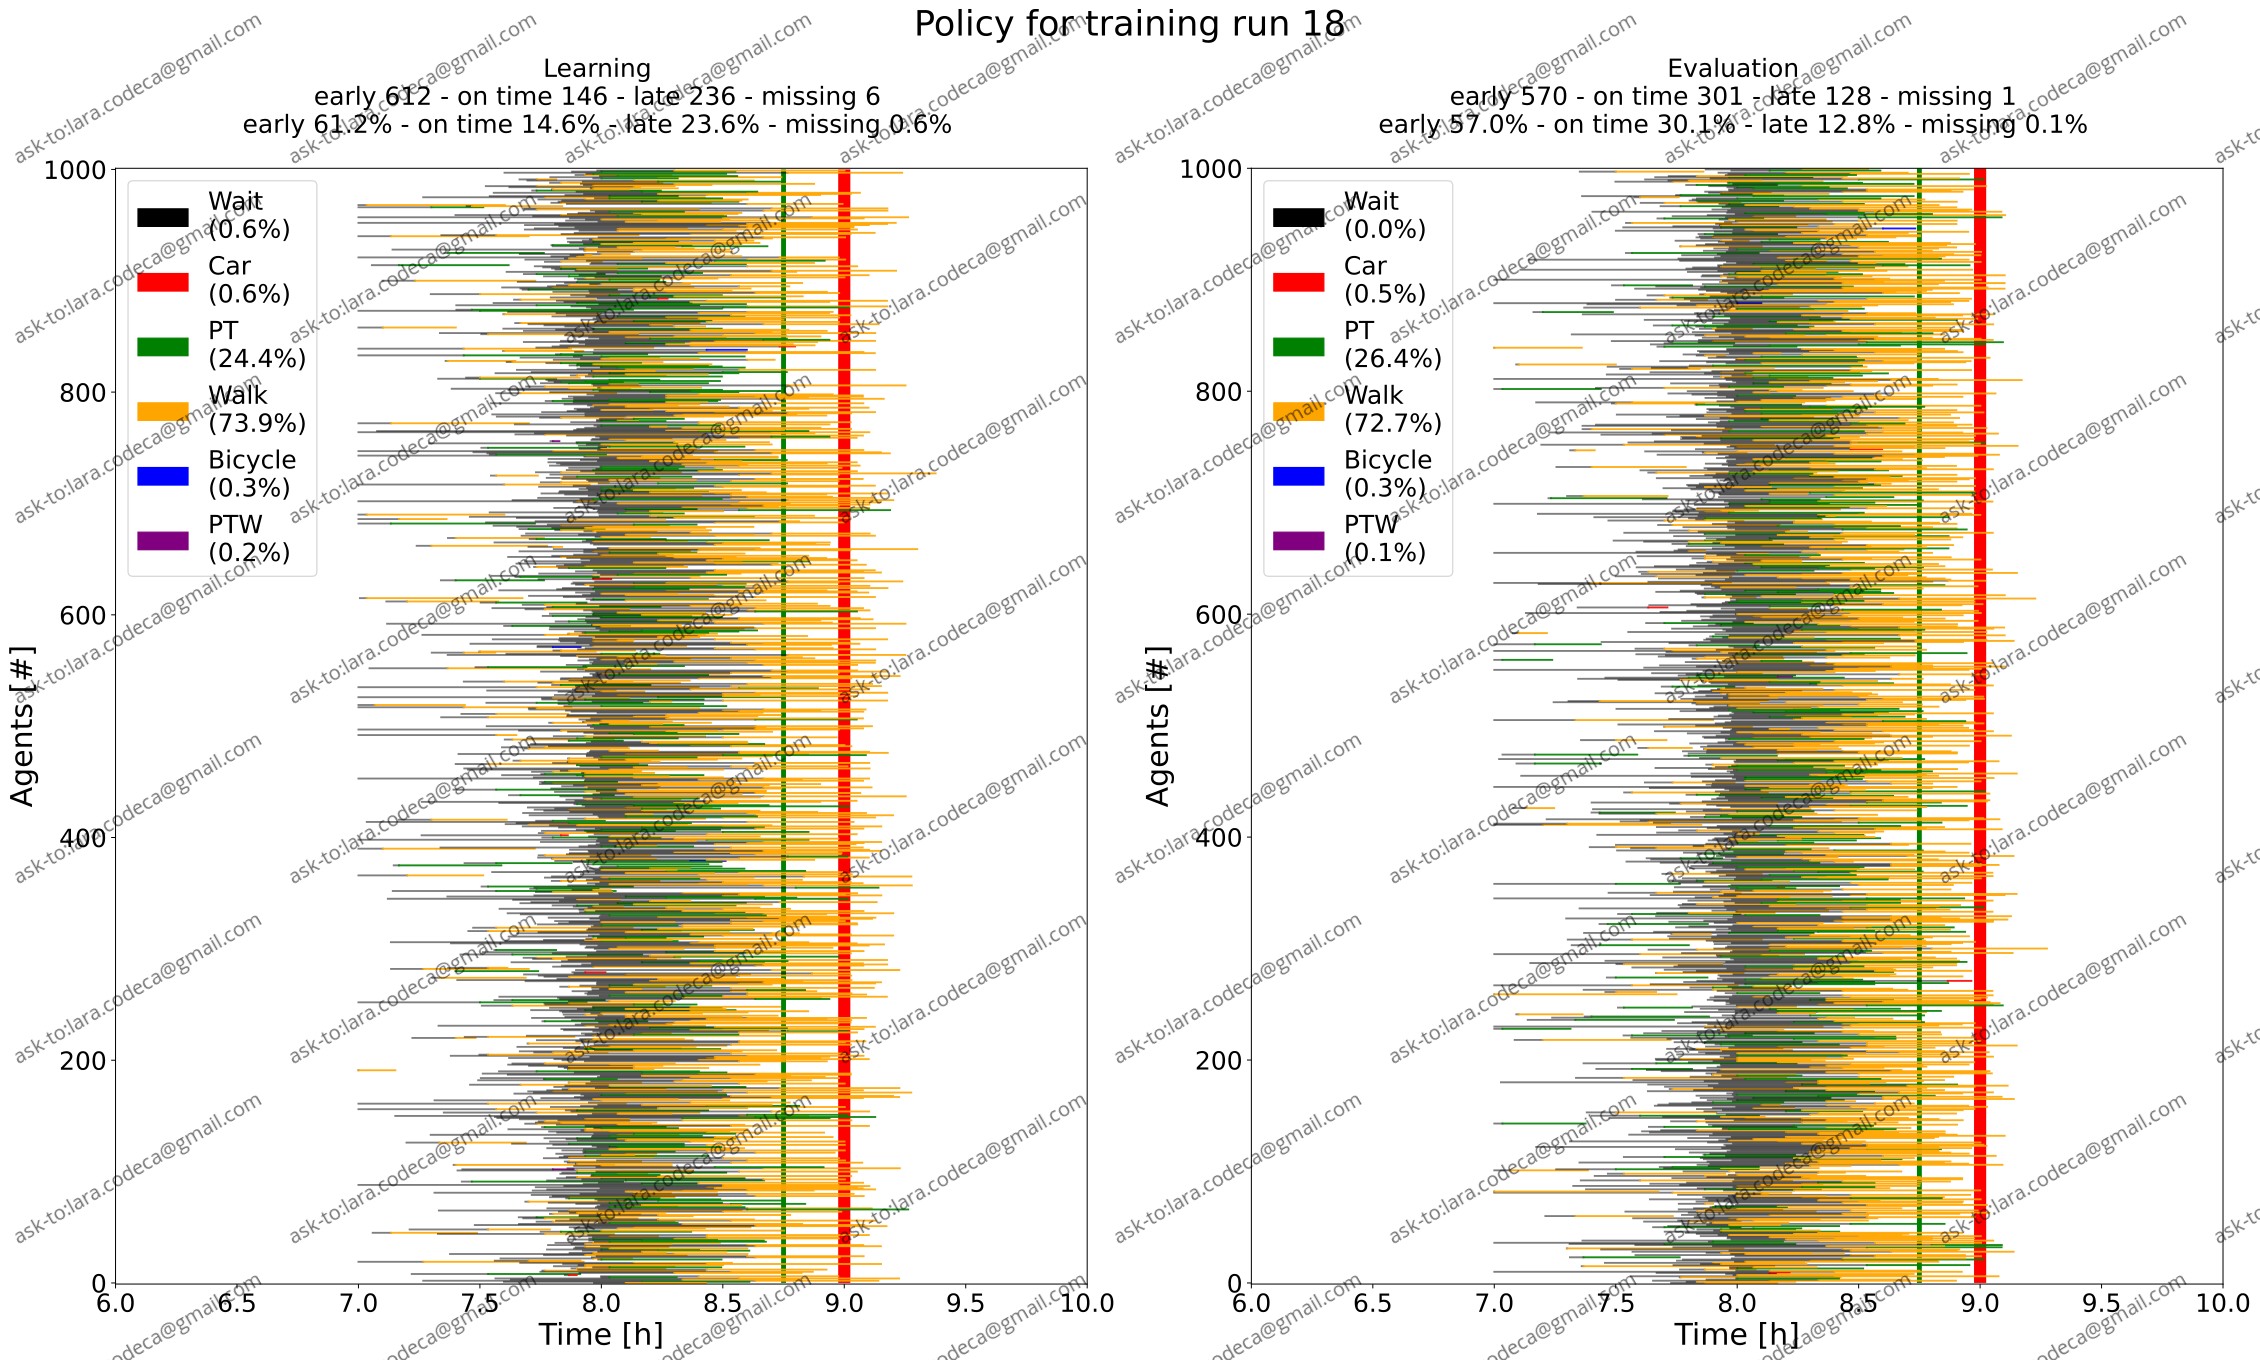 Policy for training run 18
Learning
early 612 - on time 146 - late 236 - missing 6
early 61.2% - on time 14.6% - late 23.6% - missing 0.6%
1000
800
600
400
200
0
Agents [#]
Wait
(0.6%)
Car
(0.6%)
PT
(24.4%)
Walk
(73.9%)
Bicycle
(0.3%)
PTW
(0.2%)
6.0 6.5 7.0 7.5 8.0 8.5 9.0 9.5 10.0
Time [h]
Evaluation
early 570 - on time 301 - late 128 - missing 1
early 57.0% - on time 30.1% - late 12.8% - missing 0.1%
1000
800
600
400
200
0
Agents [#]
Wait
(0.0%)
Car
(0.5%)
PT
(26.4%)
Walk
(72.7%)
Bicycle
(0.3%)
PTW
(0.1%)
6.0 6.5 7.0 7.5 8.0 8.5 9.0 9.5 10.0
Time [h]
ask-to:lara.codeca@gmail.com